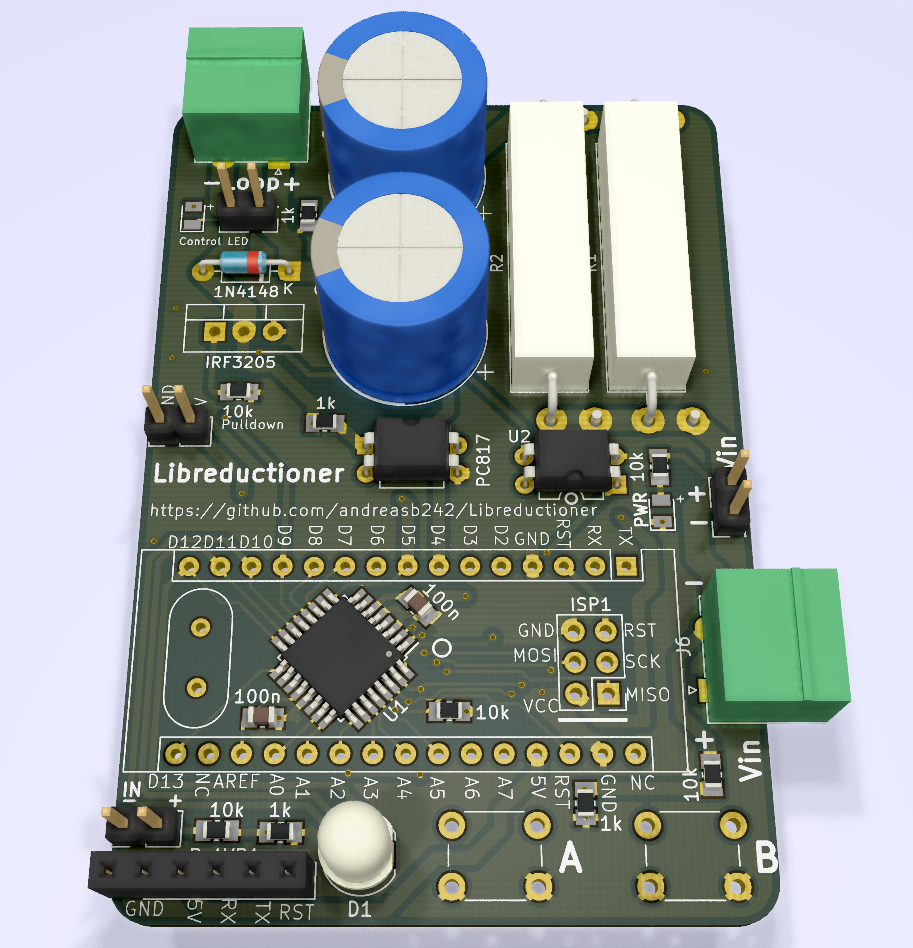 − Loop +
+
1k
Control LED
1N4148 K
+
R2
R1
IRF3205
+
ND
V
10k
Pulldown
1k
PC817
U2
10k
Vin
+
−
PWR
+
Libreductioner
https://github.com/andreasb242/Libreductioner
D12 D11 D10 D9 D8 D7 D6 D5 D4 D3 D2 GND RST RX TX
100n
ISP1
GND RST
MOSI SCK
VCC MISO
−
J6
+
Vin
U1
100n
10k
D13 NC AREF A0 A1 A2 A3 A4 A5 A6 A7 5V RST GND NC
10k
IN
− +
10k
1k
1k
A
B
GND 5V RX TX RST
D1